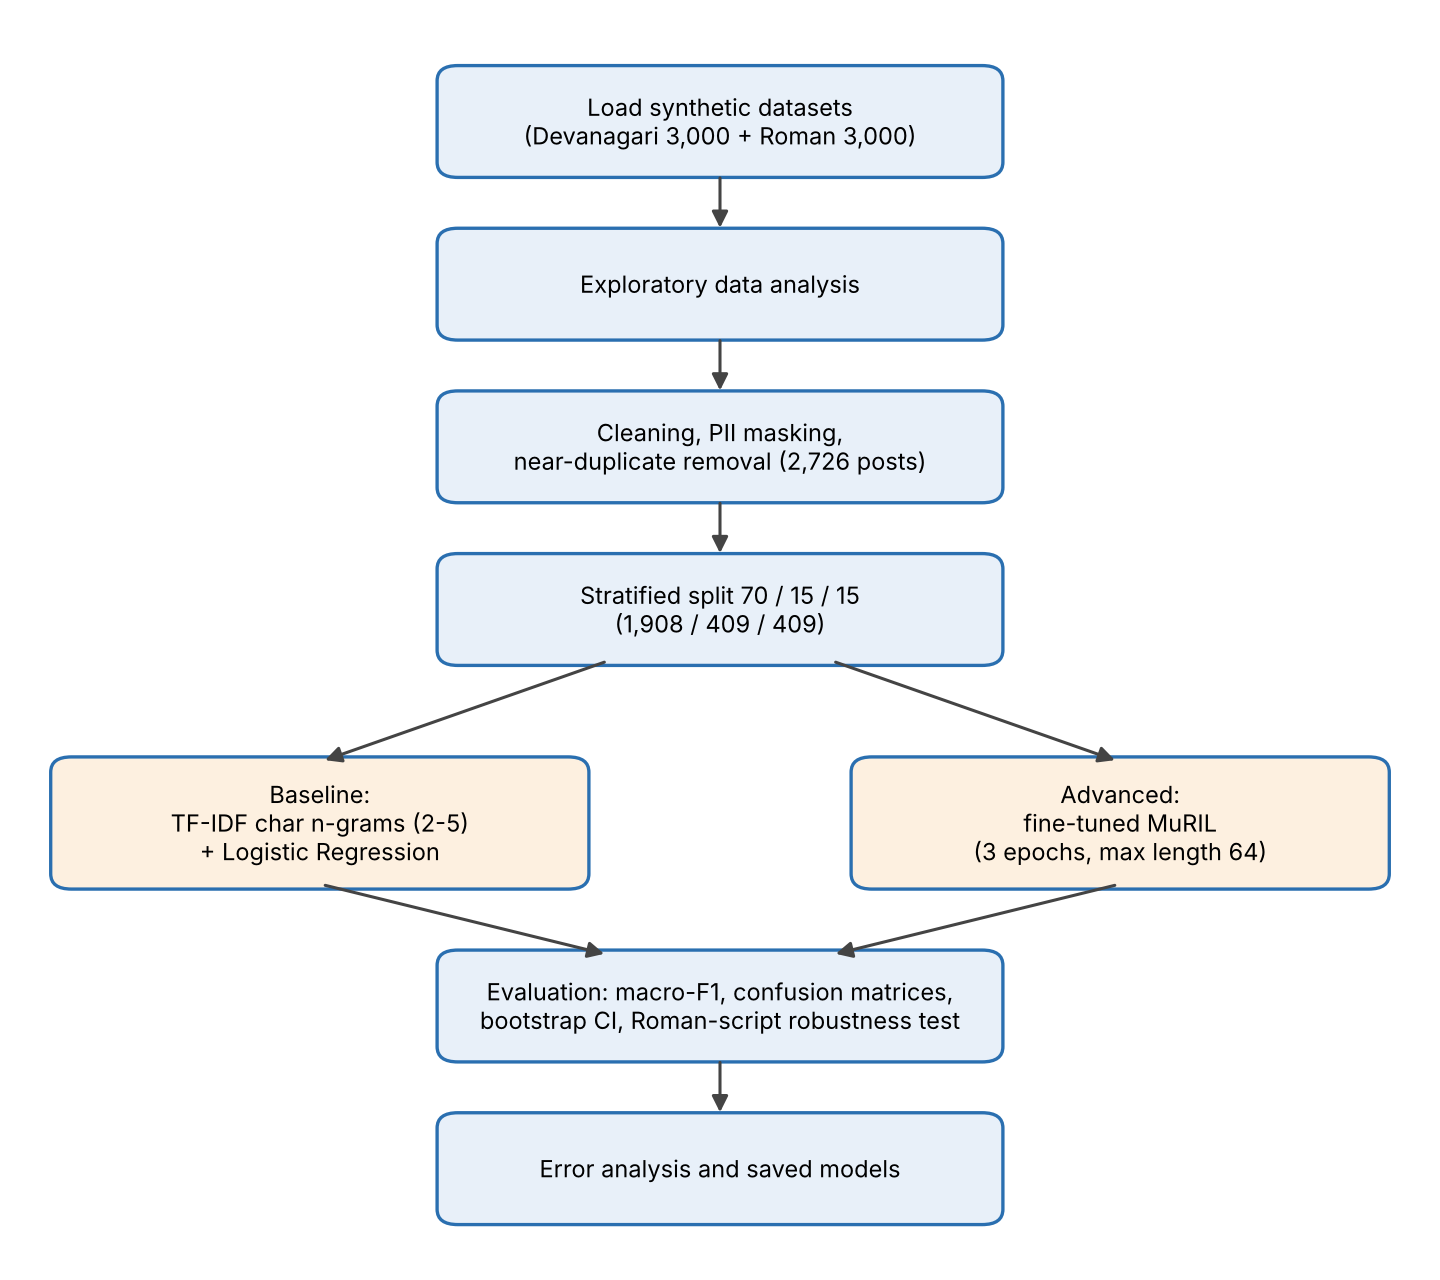 Load synthetic datasets
(Devanagari 3,000 + Roman 3,000)
Exploratory data analysis
Cleaning, PII masking,
near-duplicate removal (2,726 posts)
Stratified split 70 / 15 / 15
(1,908 / 409 / 409)
Baseline:
TF-IDF char n-grams (2-5)
+ Logistic Regression
Advanced:
fine-tuned MuRIL
(3 epochs, max length 64)
Evaluation: macro-F1, confusion matrices,
bootstrap CI, Roman-script robustness test
Error analysis and saved models